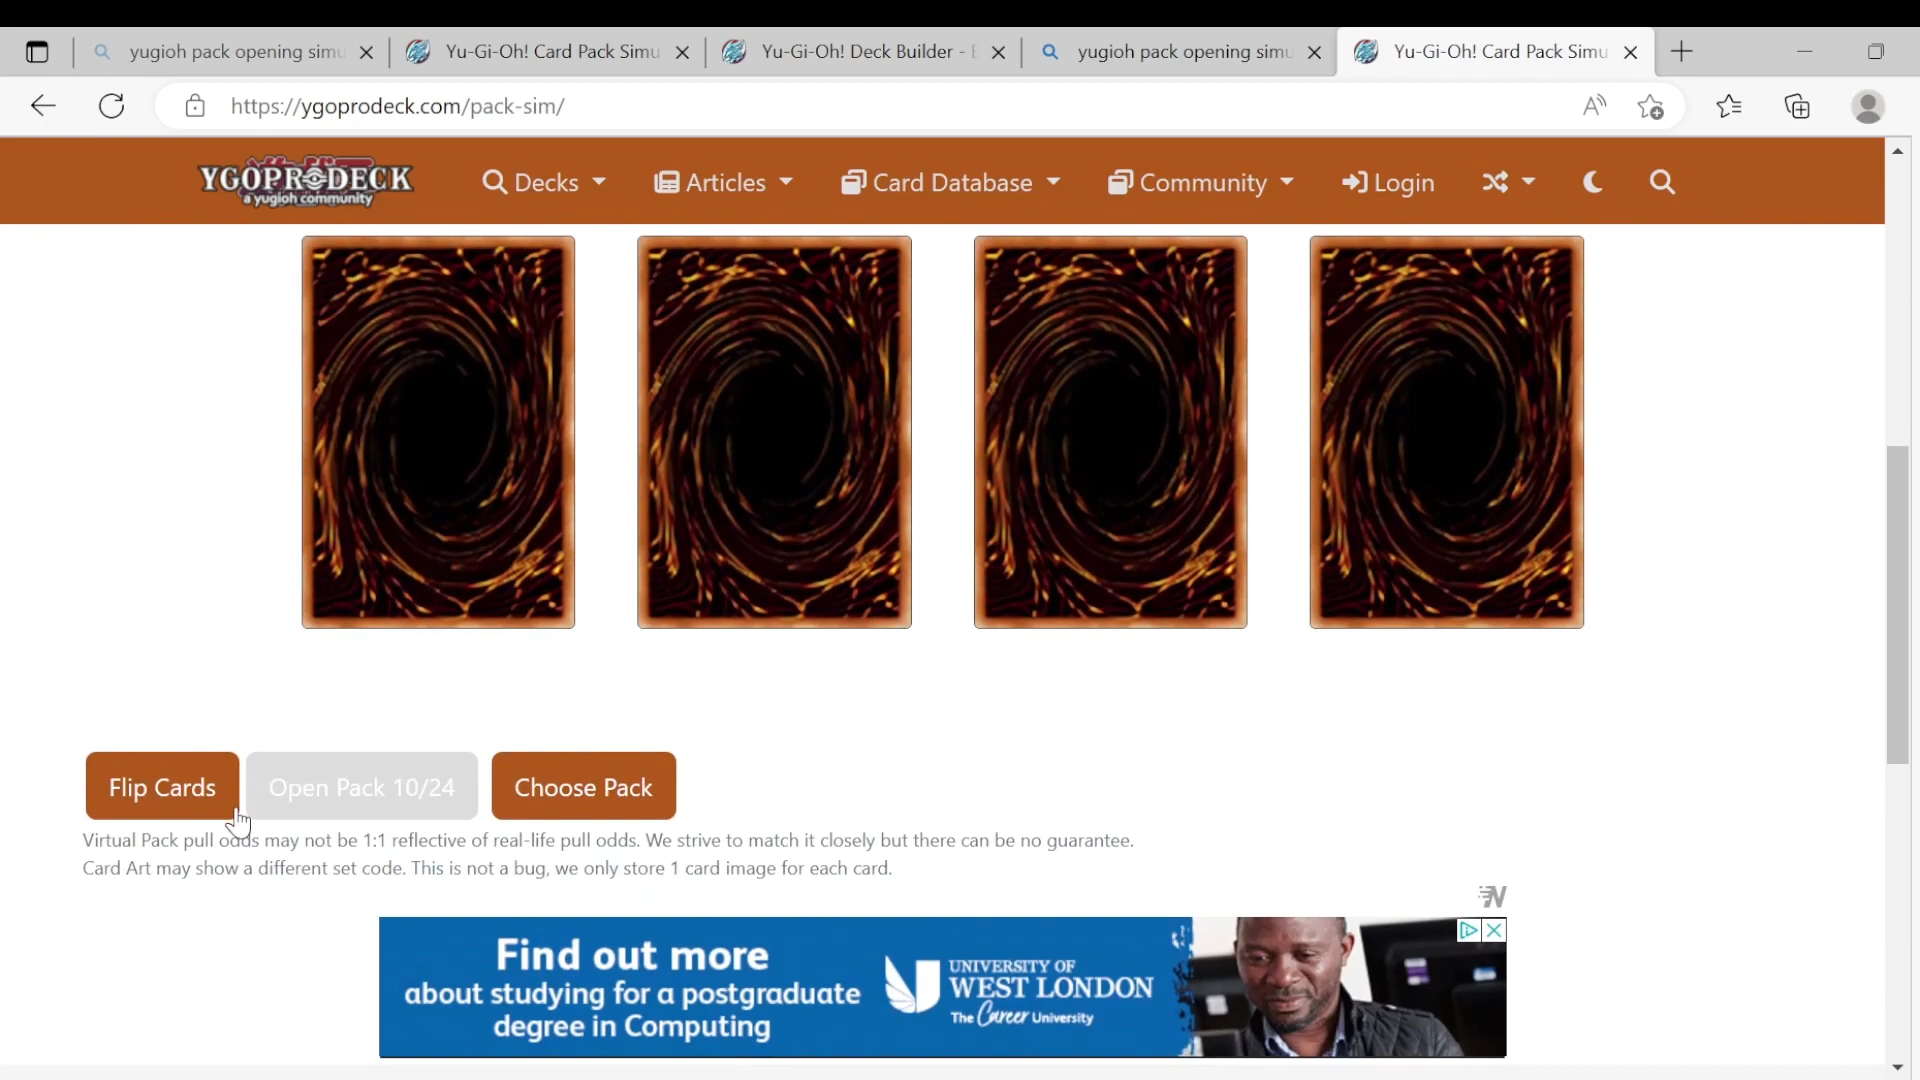 yugioh pack opening simu
Yu-Gi-Oh! Card Pack Simu
Yu-Gi-Oh! Deck Builder -
yugioh pack opening simu
Yu-Gi-Oh! Card Pack Simu
https://ygoprodeck.com/pack-sim/
YGOPRODECK
a yugioh community
Decks
Articles
Card Database
Community
Login
Flip Cards
Open Pack 10/24
Choose Pack
Virtual Pack pull odds may not be 1:1 reflective of real-life pull odds. We strive to match it closely but there can be no guarantee.
Card Art may show a different set code. This is not a bug, we only store 1 card image for each card.
Find out more
about studying for a postgraduate
degree in Computing
UNIVERSITY OF
WEST LONDON
The Career University